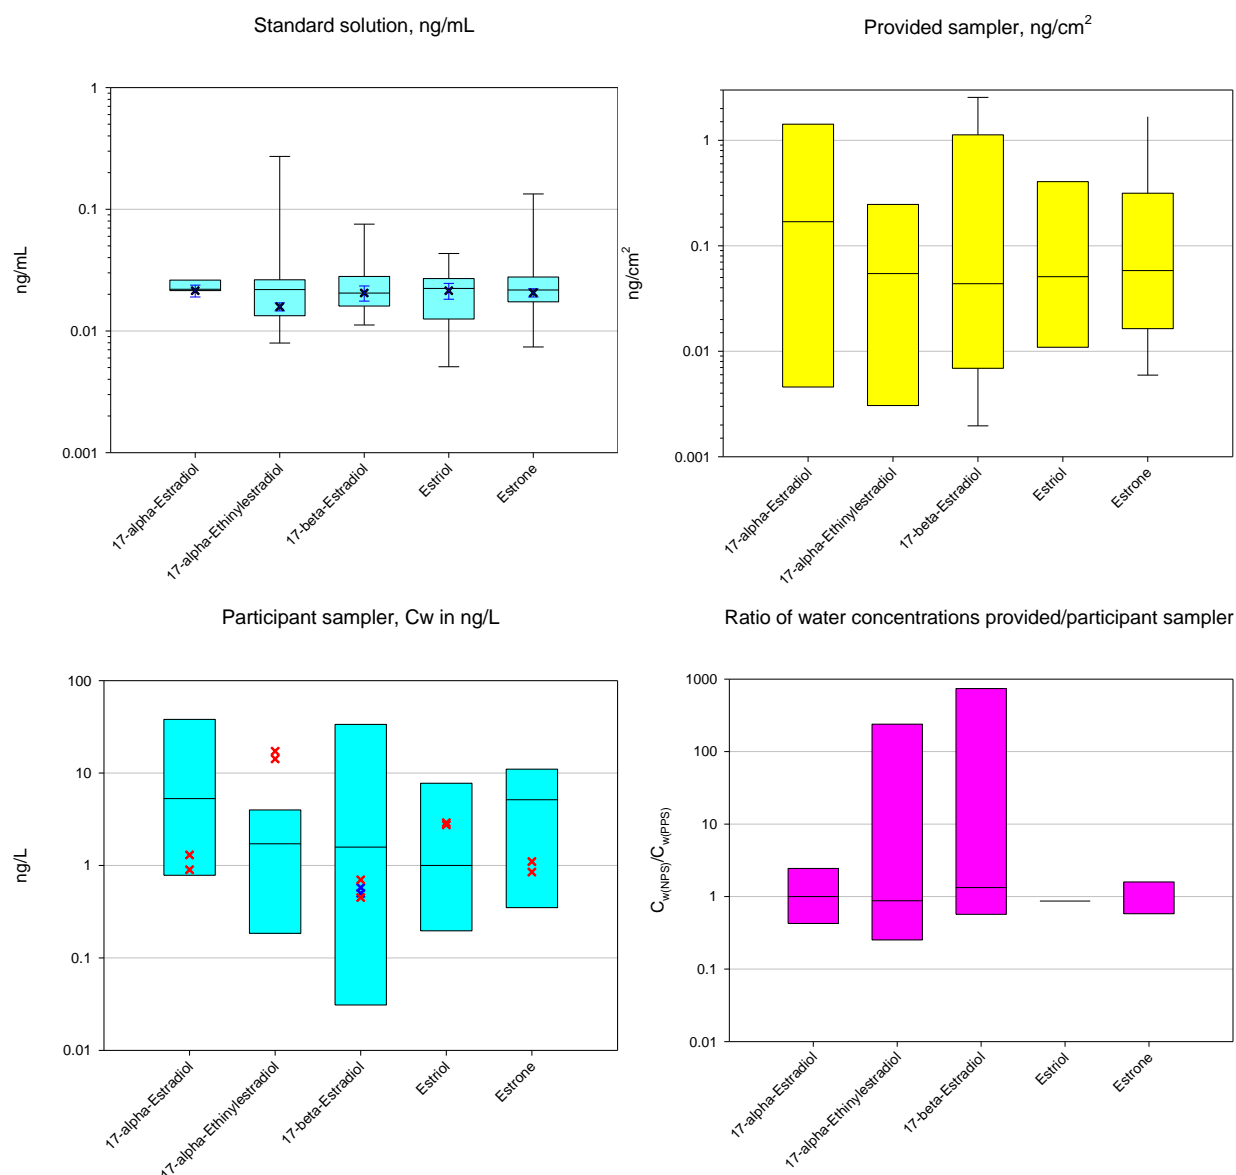 Standard solution, ng/mL
1
0.1
0.01
0.001
ng/mL
17-alpha-Estradiol
17-alpha-Ethinylestradiol
17-beta-Estradiol
Estriol
Estrone
Provided sampler, ng/cm²
1
0.1
0.01
0.001
ng/cm²
17-alpha-Estradiol
17-alpha-Ethinylestradiol
17-beta-Estradiol
Estriol
Estrone
Participant sampler, Cw in ng/L
100
10
1
0.1
0.01
ng/L
17-alpha-Estradiol
17-alpha-Ethinylestradiol
17-beta-Estradiol
Estriol
Estrone
Ratio of water concentrations provided/participant sampler
1000
100
10
1
0.1
0.01
Cw(NPS)/Cw(PPS)
17-alpha-Estradiol
17-alpha-Ethinylestradiol
17-beta-Estradiol
Estriol
Estrone